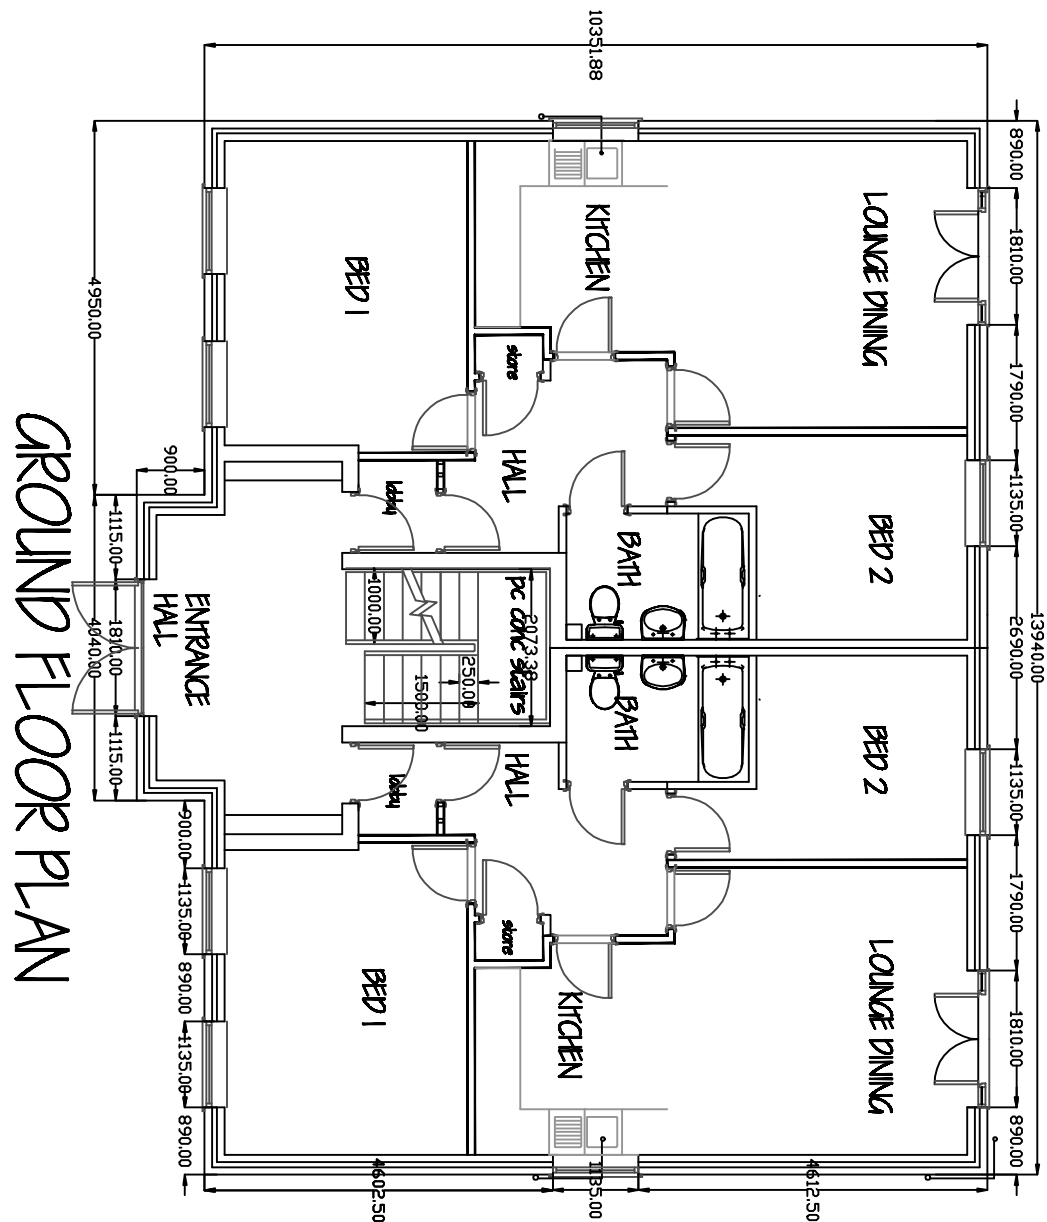 13940.00
890.00 1810.00 1790.00 1135.00 2690.00 1135.00 1790.00 1810.00 890.00
LOUNGE DINING
BED 2
BED 2
LOUNGE DINING
4612.50
10351.88
KITCHEN
BATH
BATH
KITCHEN
1135.00
store
HALL
2073.38
pc conc stairs
HALL
store
250.00
1500.00
1000.00
BED 1
lobby
lobby
BED 1
4602.50
ENTRANCE
HALL
900.00 1135.00 890.00 1135.00 890.00
900.00
1115.00 1810.00 1115.00
4950.00 4040.00
GROUND FLOOR PLAN